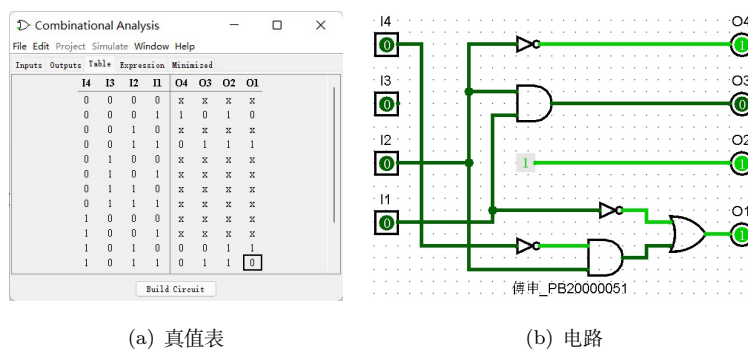 Combinational Analysis
File Edit Project Simulate Window Help
Inputs Outputs Table Expression Minimized
I4 I3 I2 I1 O4 O3 O2 O1
0 0 0 0 x x x x
0 0 0 1 1 0 1 0
0 0 1 0 x x x x
0 0 1 1 0 1 1 1
0 1 0 0 x x x x
0 1 0 1 x x x x
0 1 1 0 x x x x
0 1 1 1 x x x x
1 0 0 0 x x x x
1 0 0 1 x x x x
1 0 1 0 0 0 1 1
1 0 1 1 0 1 1 0
Build Circuit
(a) 真值表
I4 O4
0 1
I3 O3
0 0
I2 O2
0 1 1
I1 O1
0 1
傅申_PB20000051
(b) 电路